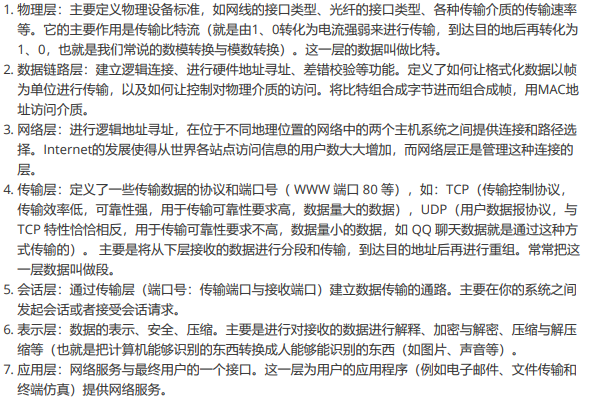 1. 物理层：主要定义物理设备标准，如网线的接口类型、光纤的接口类型、各种传输介质的传输速率
等。它的主要作用是传输比特流（就是由1、0转化为电流强弱来进行传输，到达目的地后再转化为
1、0，也就是我们常说的数模转换与模数转换）。这一层的数据叫做比特。
2. 数据链路层：建立逻辑连接、进行硬件地址寻址、差错校验等功能。定义了如何让格式化数据以帧
为单位进行传输，以及如何让控制对物理介质的访问。将比特组合成字节进而组合成帧，用MAC地
址访问介质。
3. 网络层：进行逻辑地址寻址，在位于不同地理位置的网络中的两个主机系统之间提供连接和路径选
择。Internet的发展使得从世界各站点访问信息的用户数大大增加，而网络层正是管理这种连接的
层。
4. 传输层：定义了一些传输数据的协议和端口号（ WWW 端口 80 等），如：TCP（传输控制协议，
传输效率低，可靠性强，用于传输可靠性要求高，数据量大的数据），UDP（用户数据报协议，与
TCP 特性恰恰相反，用于传输可靠性要求不高，数据量小的数据，如 QQ 聊天数据就是通过这种方
式传输的）。 主要是将从下层接收的数据进行分段和传输，到达目的地址后再进行重组。常常把这
一层数据叫做段。
5. 会话层：通过传输层（端口号：传输端口与接收端口）建立数据传输的通路。主要在你的系统之间
发起会话或者接受会话请求。
6. 表示层：数据的表示、安全、压缩。主要是进行对接收的数据进行解释、加密与解密、压缩与解压
缩等（也就是把计算机能够识别的东西转换成人能够能识别的东西（如图片、声音等）。
7. 应用层：网络服务与最终用户的一个接口。这一层为用户的应用程序（例如电子邮件、文件传输和
终端仿真）提供网络服务。